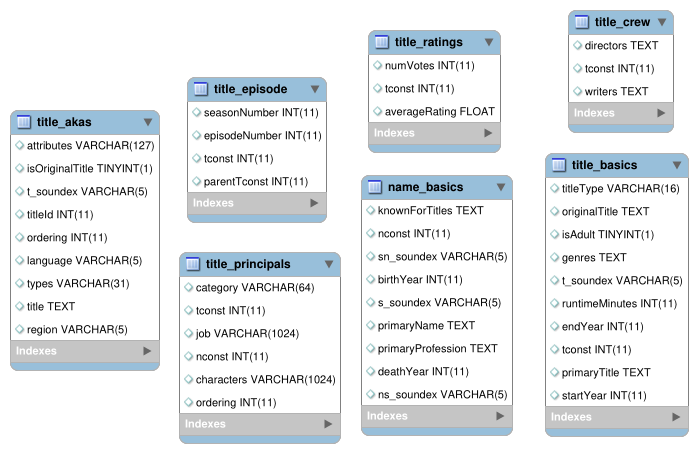 title_akas
attributes VARCHAR(127)
isOriginalTitle TINYINT(1)
t_soundex VARCHAR(5)
titleId INT(11)
ordering INT(11)
language VARCHAR(5)
types VARCHAR(31)
title TEXT
region VARCHAR(5)
Indexes
title_episode
seasonNumber INT(11)
episodeNumber INT(11)
tconst INT(11)
parentTconst INT(11)
Indexes
title_principals
category VARCHAR(64)
tconst INT(11)
job VARCHAR(1024)
nconst INT(11)
characters VARCHAR(1024)
ordering INT(11)
Indexes
title_ratings
numVotes INT(11)
tconst INT(11)
averageRating FLOAT
Indexes
name_basics
knownForTitles TEXT
nconst INT(11)
sn_soundex VARCHAR(5)
birthYear INT(11)
s_soundex VARCHAR(5)
primaryName TEXT
primaryProfession TEXT
deathYear INT(11)
ns_soundex VARCHAR(5)
Indexes
title_crew
directors TEXT
tconst INT(11)
writers TEXT
Indexes
title_basics
titleType VARCHAR(16)
originalTitle TEXT
isAdult TINYINT(1)
genres TEXT
t_soundex VARCHAR(5)
runtimeMinutes INT(11)
endYear INT(11)
tconst INT(11)
primaryTitle TEXT
startYear INT(11)
Indexes